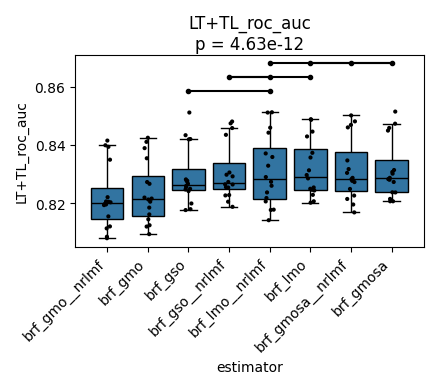 LT+TL_roc_auc
p = 4.63e-12
LT+TL_roc_auc
0.86
0.84
0.82
brf_gmo__nrlmf
brf_gmo
brf_gso
brf_gso__nrlmf
brf_lmo__nrlmf
brf_lmo
brf_gmosa__nrlmf
brf_gmosa
estimator